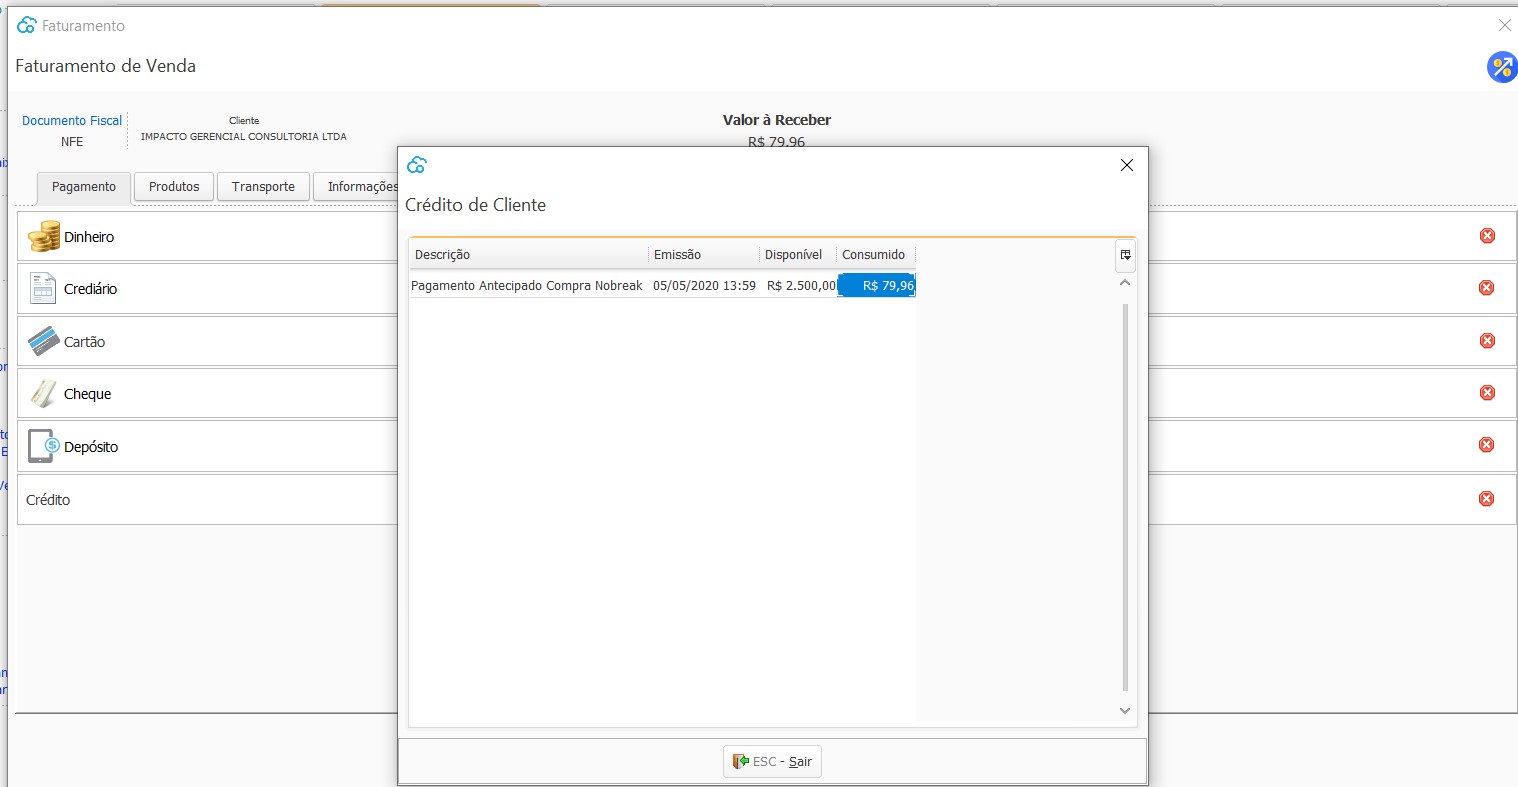 Faturamento
Faturamento de Venda
Documento Fiscal
NFE
Cliente
IMPACTO GERENCIAL CONSULTORIA LTDA
Valor à Receber
R$ 79,96
Pagamento
Produtos
Transporte
Informações
Dinheiro
Crediário
Cartão
Cheque
Depósito
Crédito
Crédito de Cliente
Descrição Emissão Disponível Consumido
Pagamento Antecipado Compra Nobreak 05/05/2020 13:59 R$ 2.500,00 R$ 79,96
ESC - Sair